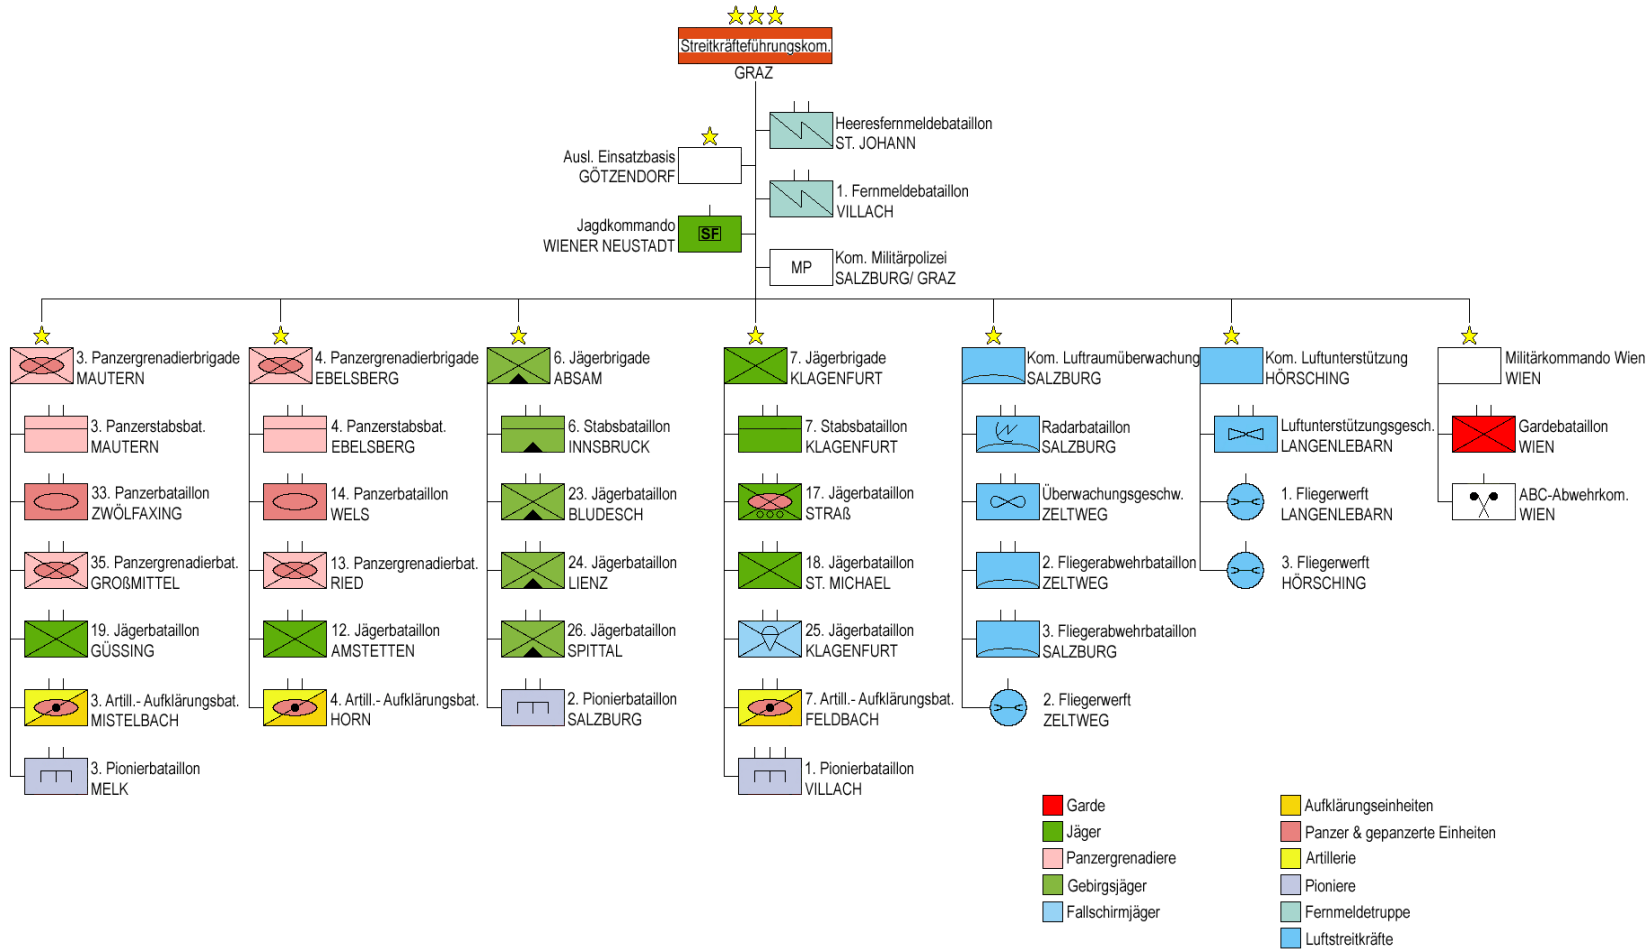 Streitkräfteführungskom.
GRAZ
Heeresfernmeldebataillon
ST. JOHANN
Ausl. Einsatzbasis
GÖTZENDORF
1. Fernmeldebataillon
VILLACH
Jagdkommando
WIENER NEUSTADT
SF
MP
Kom. Militärpolizei
SALZBURG/ GRAZ
3. Panzergrenadierbrigade
MAUTERN
3. Panzerstabsbat.
MAUTERN
33. Panzerbataillon
ZWÖLFAXING
35. Panzergrenadierbat.
GROßMITTEL
19. Jägerbataillon
GÜSSING
3. Artill.- Aufklärungsbat.
MISTELBACH
3. Pionierbataillon
MELK
4. Panzergrenadierbrigade
EBELSBERG
4. Panzerstabsbat.
EBELSBERG
14. Panzerbataillon
WELS
13. Panzergrenadierbat.
RIED
12. Jägerbataillon
AMSTETTEN
4. Artill.- Aufklärungsbat.
HORN
6. Jägerbrigade
ABSAM
6. Stabsbataillon
INNSBRUCK
23. Jägerbataillon
BLUDESCH
24. Jägerbataillon
LIENZ
26. Jägerbataillon
SPITTAL
2. Pionierbataillon
SALZBURG
7. Jägerbrigade
KLAGENFURT
7. Stabsbataillon
KLAGENFURT
17. Jägerbataillon
STRAß
18. Jägerbataillon
ST. MICHAEL
25. Jägerbataillon
KLAGENFURT
7. Artill.- Aufklärungsbat.
FELDBACH
1. Pionierbataillon
VILLACH
Kom. Luftraumüberwachung
SALZBURG
Radarbataillon
SALZBURG
Überwachungsgeschw.
ZELTWEG
2. Fliegerabwehrbataillon
ZELTWEG
3. Fliegerabwehrbataillon
SALZBURG
2. Fliegerwerft
ZELTWEG
Kom. Luftunterstützung
HÖRSCHING
Luftunterstützungsgesch.
LANGENLEBARN
1. Fliegerwerft
LANGENLEBARN
3. Fliegerwerft
HÖRSCHING
Militärkommando Wien
WIEN
Gardebataillon
WIEN
ABC-Abwehrkom.
WIEN
Garde
Jäger
Panzergrenadiere
Gebirgsjäger
Fallschirmjäger
Aufklärungseinheiten
Panzer & gepanzerte Einheiten
Artillerie
Pioniere
Fernmeldetruppe
Luftstreitkräfte